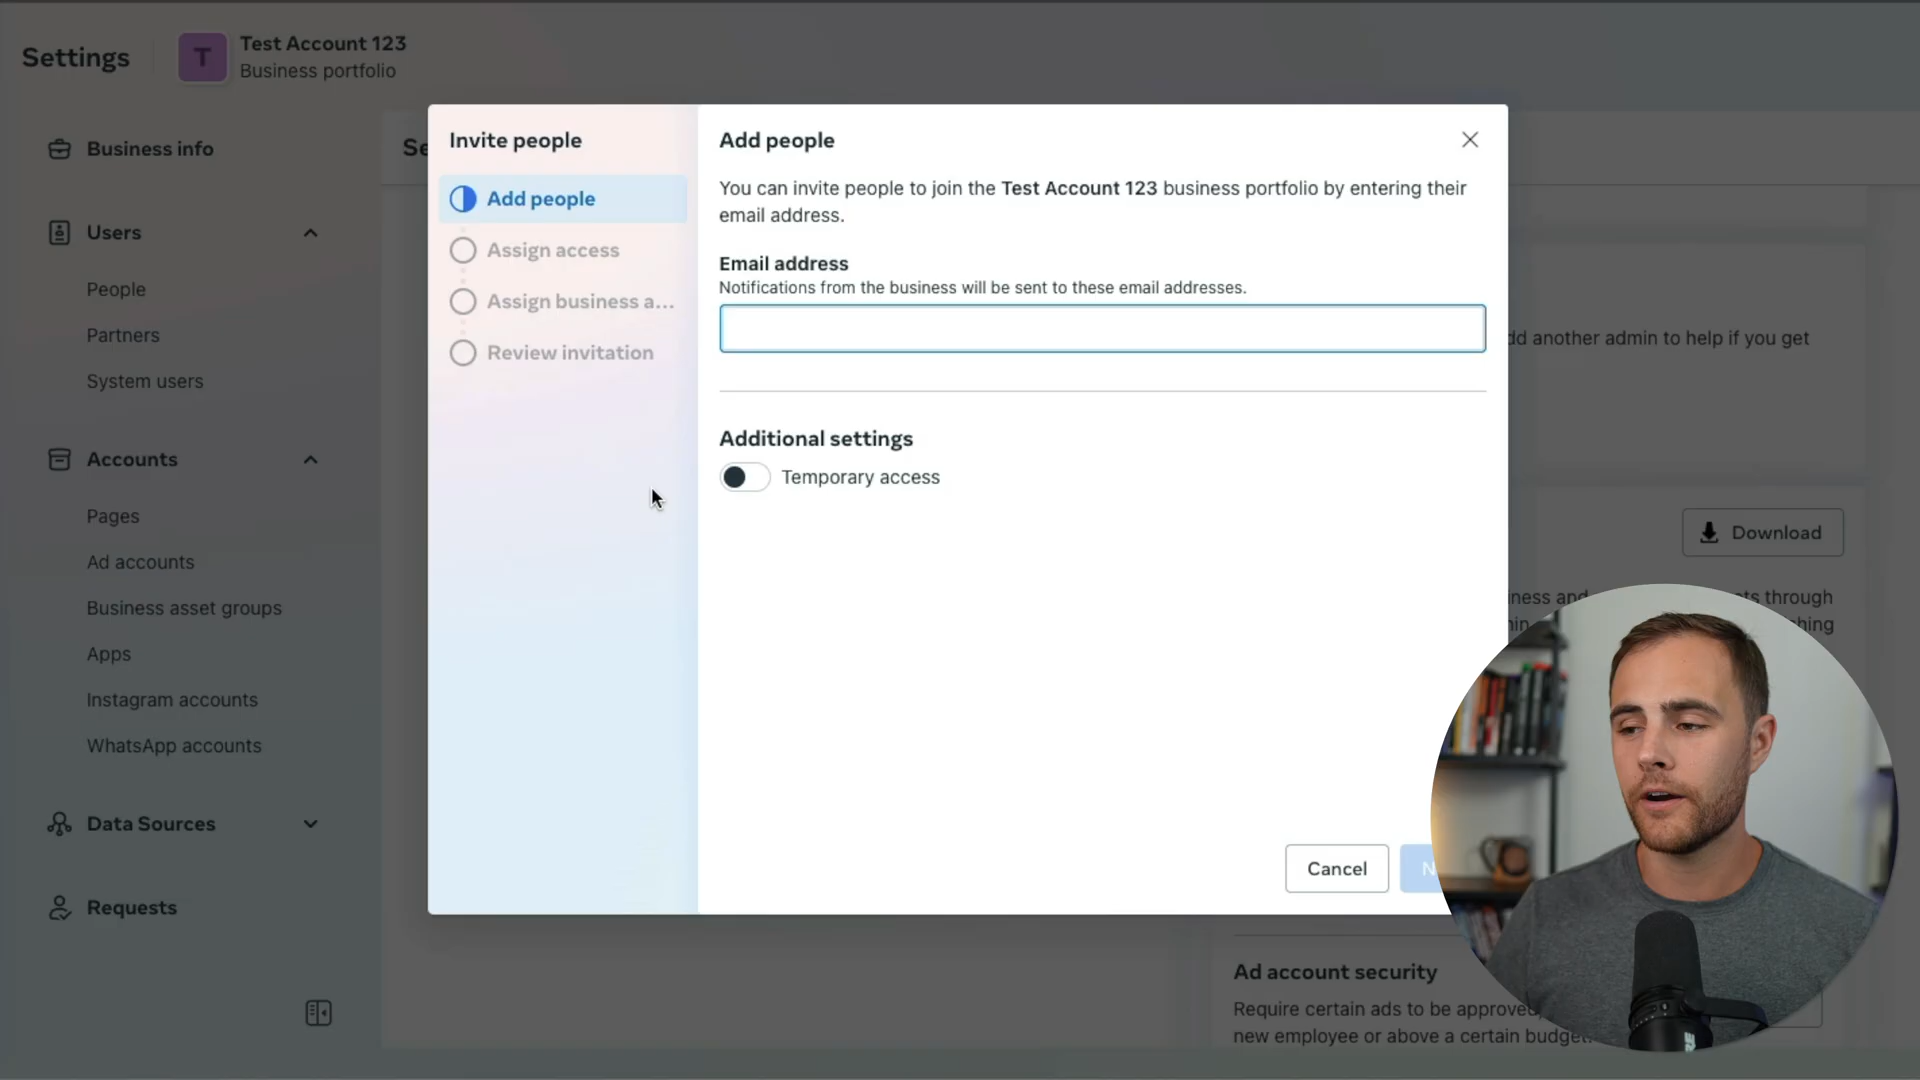 Settings
T
Test Account 123
Business portfolio
Business info
Users
People
Partners
System users
Accounts
Pages
Ad accounts
Business asset groups
Apps
Instagram accounts
WhatsApp accounts
Data Sources
Requests
Se
Invite people
Add people
Assign access
Assign business a...
Review invitation
Add people
You can invite people to join the Test Account 123 business portfolio by entering their
email address.
Email address
Notifications from the business will be sent to these email addresses.
Additional settings
Temporary access
Cancel
N
dd another admin to help if you get
Download
iness and ts through
hing
Ad account security
Require certain ads to be approved
new employee or above a certain budget.